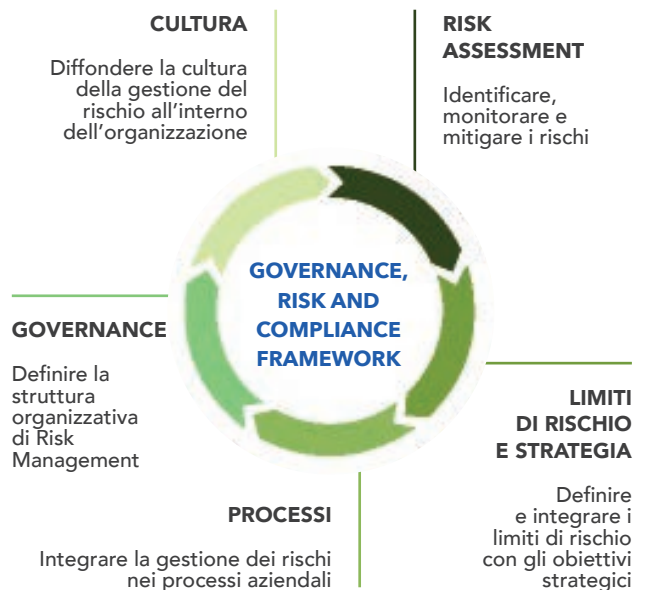 CULTURA
Diffondere la cultura
della gestione del
rischio all’interno
dell’organizzazione
RISK
ASSESSMENT
Identificare,
monitorare e
mitigare i rischi
GOVERNANCE,
RISK AND
COMPLIANCE
FRAMEWORK
GOVERNANCE
Definire la
struttura
organizzativa
di Risk
Management
LIMITI
DI RISCHIO
E STRATEGIA
Definire
e integrare i
limiti di rischio
con gli obiettivi
strategici
PROCESSI
Integrare la gestione dei rischi
nei processi aziendali